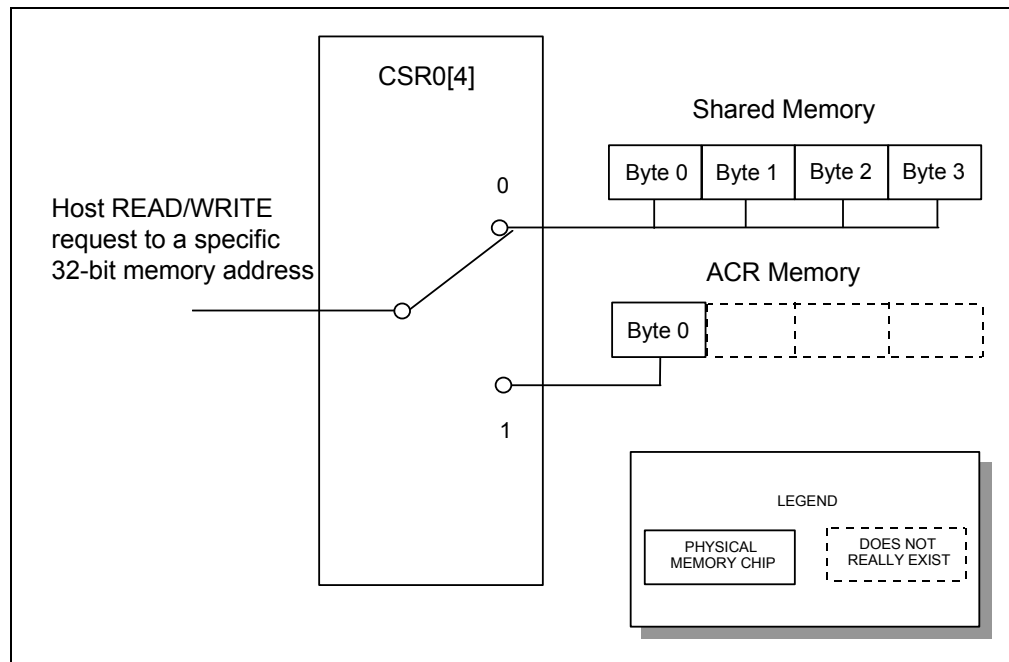 CSR0[4]
Shared Memory
Byte 0 Byte 1 Byte 2 Byte 3
0
Host READ/WRITE
request to a specific
32-bit memory address
ACR Memory
Byte 0
1
LEGEND
PHYSICAL
MEMORY CHIP
DOES NOT
REALLY EXIST